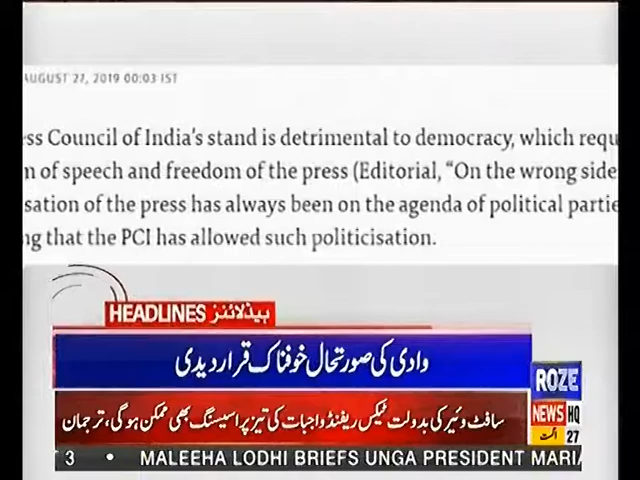 AUGUST 27, 2019 00:03 IST
ess Council of India's stand is detrimental to democracy, which requ
n of speech and freedom of the press (Editorial, "On the wrong side
sation of the press has always been on the agenda of political partie
ng that the PCI has allowed such politicisation.
HEADLINES ہیڈلائنز
وادی کی صورتحال خوفناک قرار دیدی
ROZE
NEWS HQ
اگست 27
سافٹ وئیر کی بدولت ٹیکس ریفنڈ واجبات کی تیز پراسیسنگ بھی ممکن ہوگی، ترجمان
3 • MALEEHA LODHI BRIEFS UNGA PRESIDENT MARIA